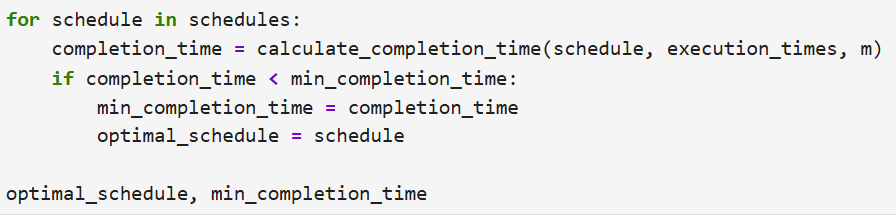 for schedule in schedules:
    completion_time = calculate_completion_time(schedule, execution_times, m)
    if completion_time < min_completion_time:
        min_completion_time = completion_time
        optimal_schedule = schedule

optimal_schedule, min_completion_time